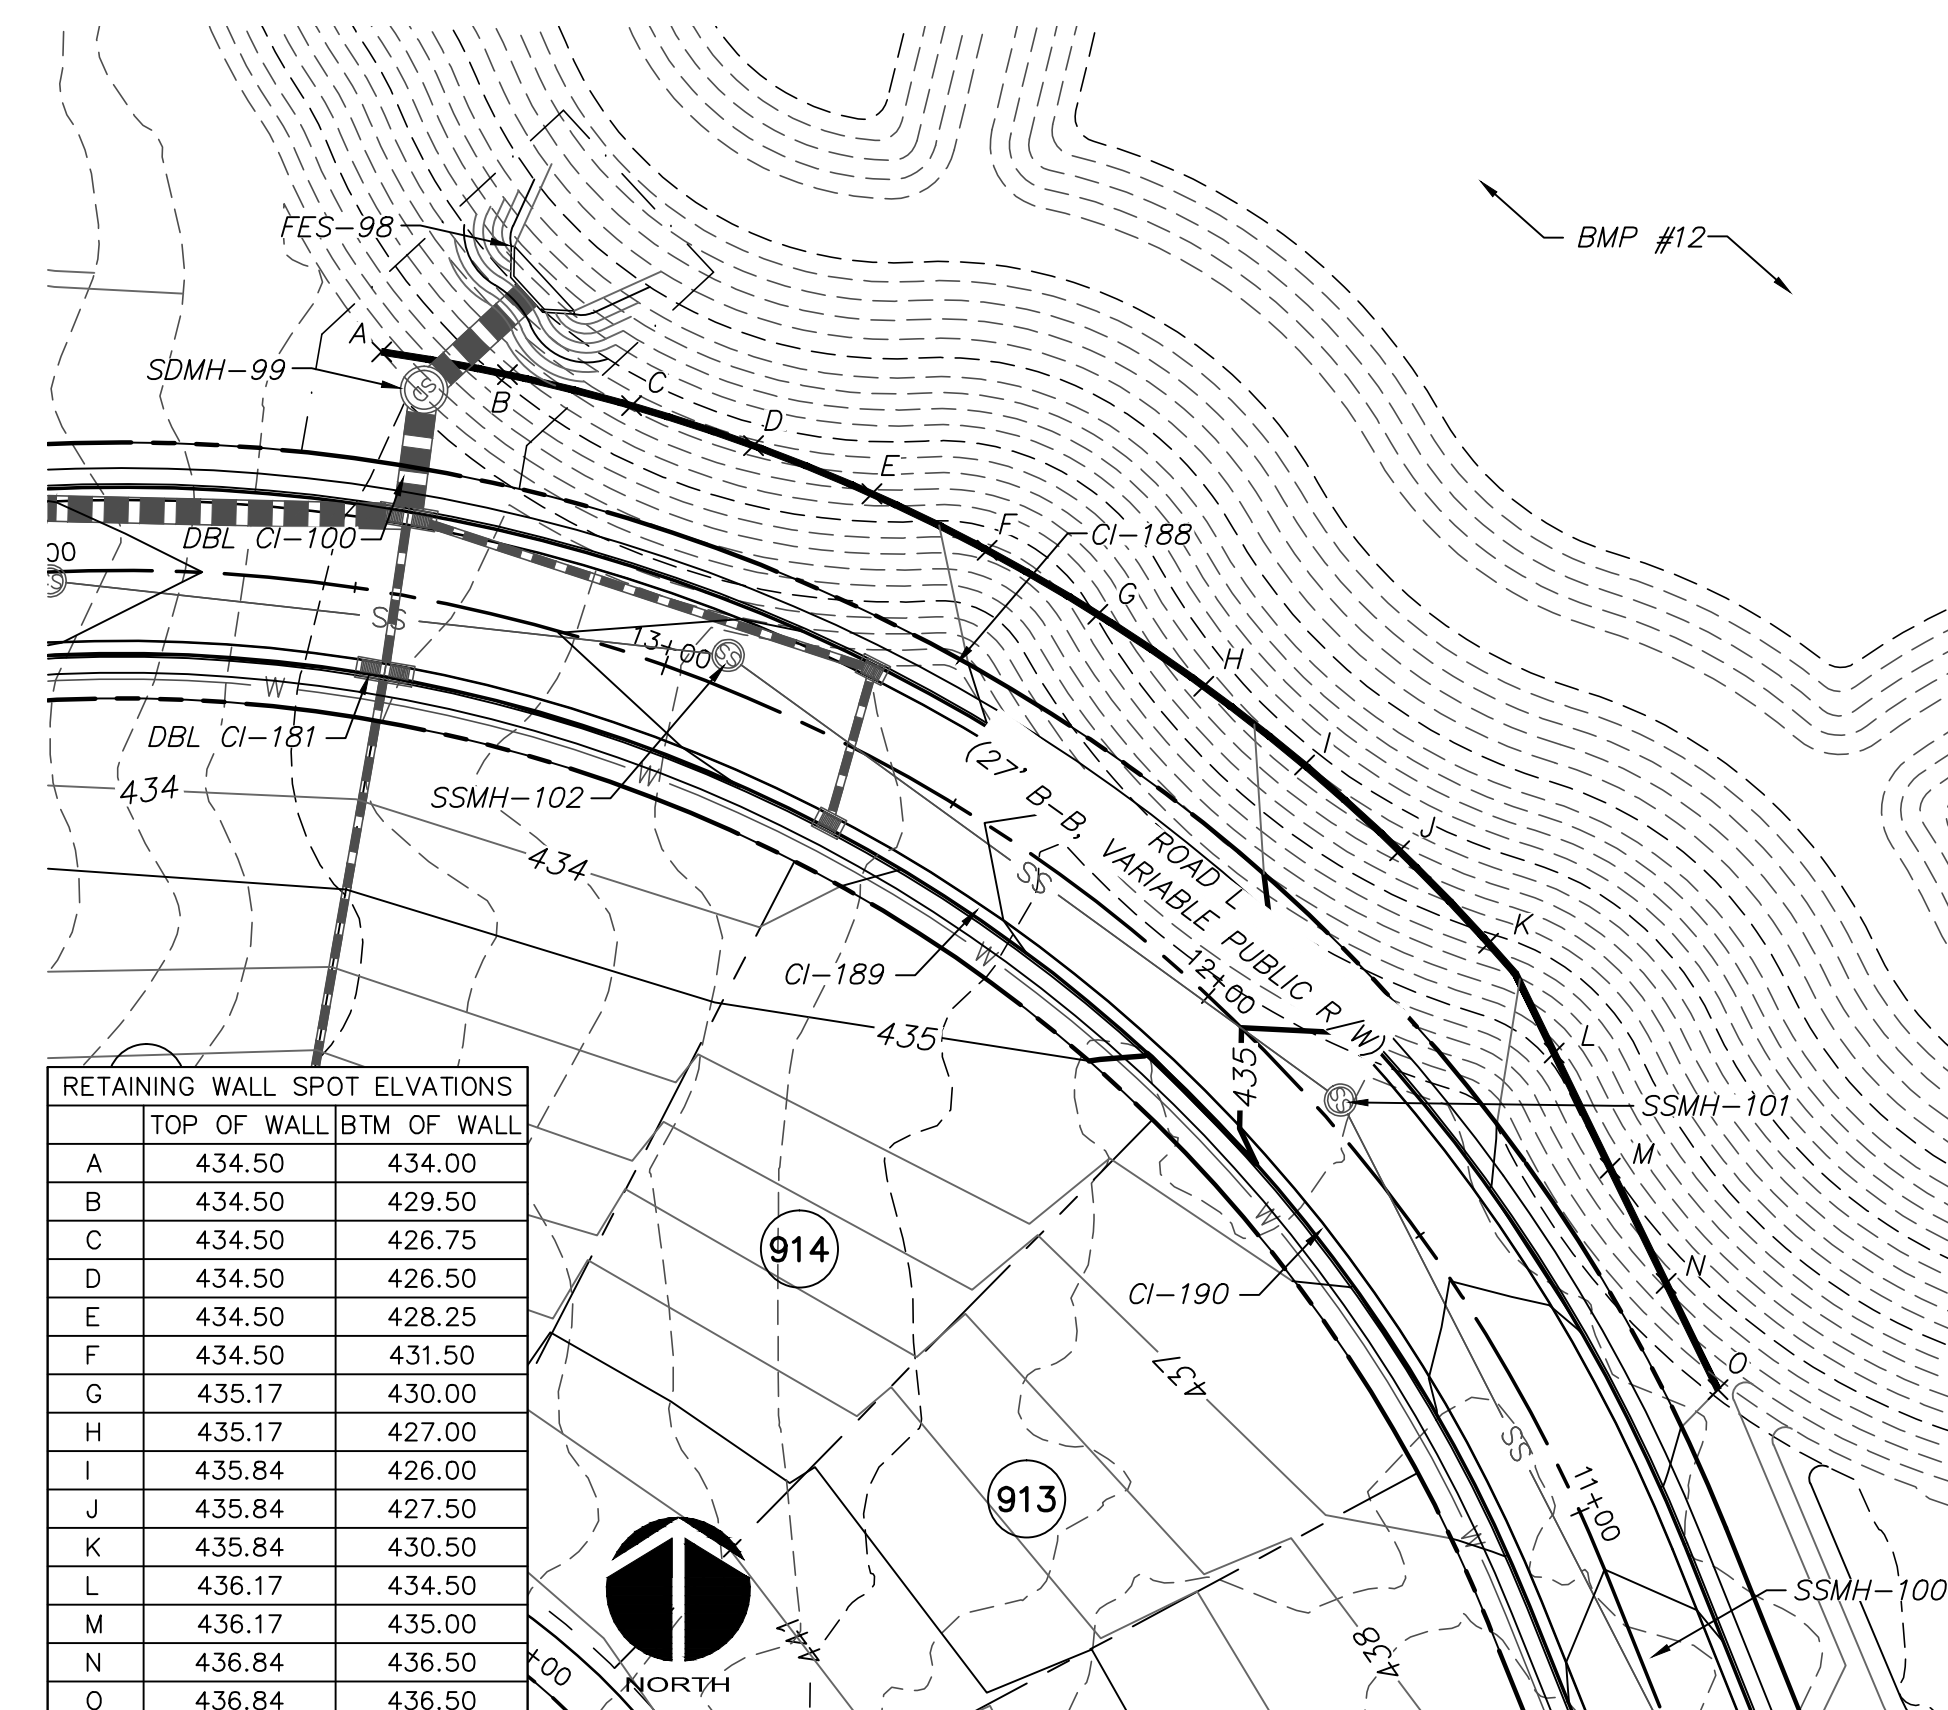 BMP #12
FES-98
A
SDMH-99
SD
B
C
D
E
F
CI-188
G
H
DBL CI-100
00
SS
SS
13+00
SS
W
DBL CI-181
W
SSMH-102
I
J
K
L
M
N
O
(27' B-B, VARIABLE PUBLIC R/W)
ROAD L
434
434
SS
W
12+00
CI-189
435
435
SS
SSMH-101
W
914
CI-190
437
SS
11+00
913
W
SSMH-100
438
441
+00
NORTH
RETAINING WALL SPOT ELVATIONS
TOP OF WALL BTM OF WALL
A 434.50 434.00
B 434.50 429.50
C 434.50 426.75
D 434.50 426.50
E 434.50 428.25
F 434.50 431.50
G 435.17 430.00
H 435.17 427.00
I 435.84 426.00
J 435.84 427.50
K 435.84 430.50
L 436.17 434.50
M 436.17 435.00
N 436.84 436.50
O 436.84 436.50